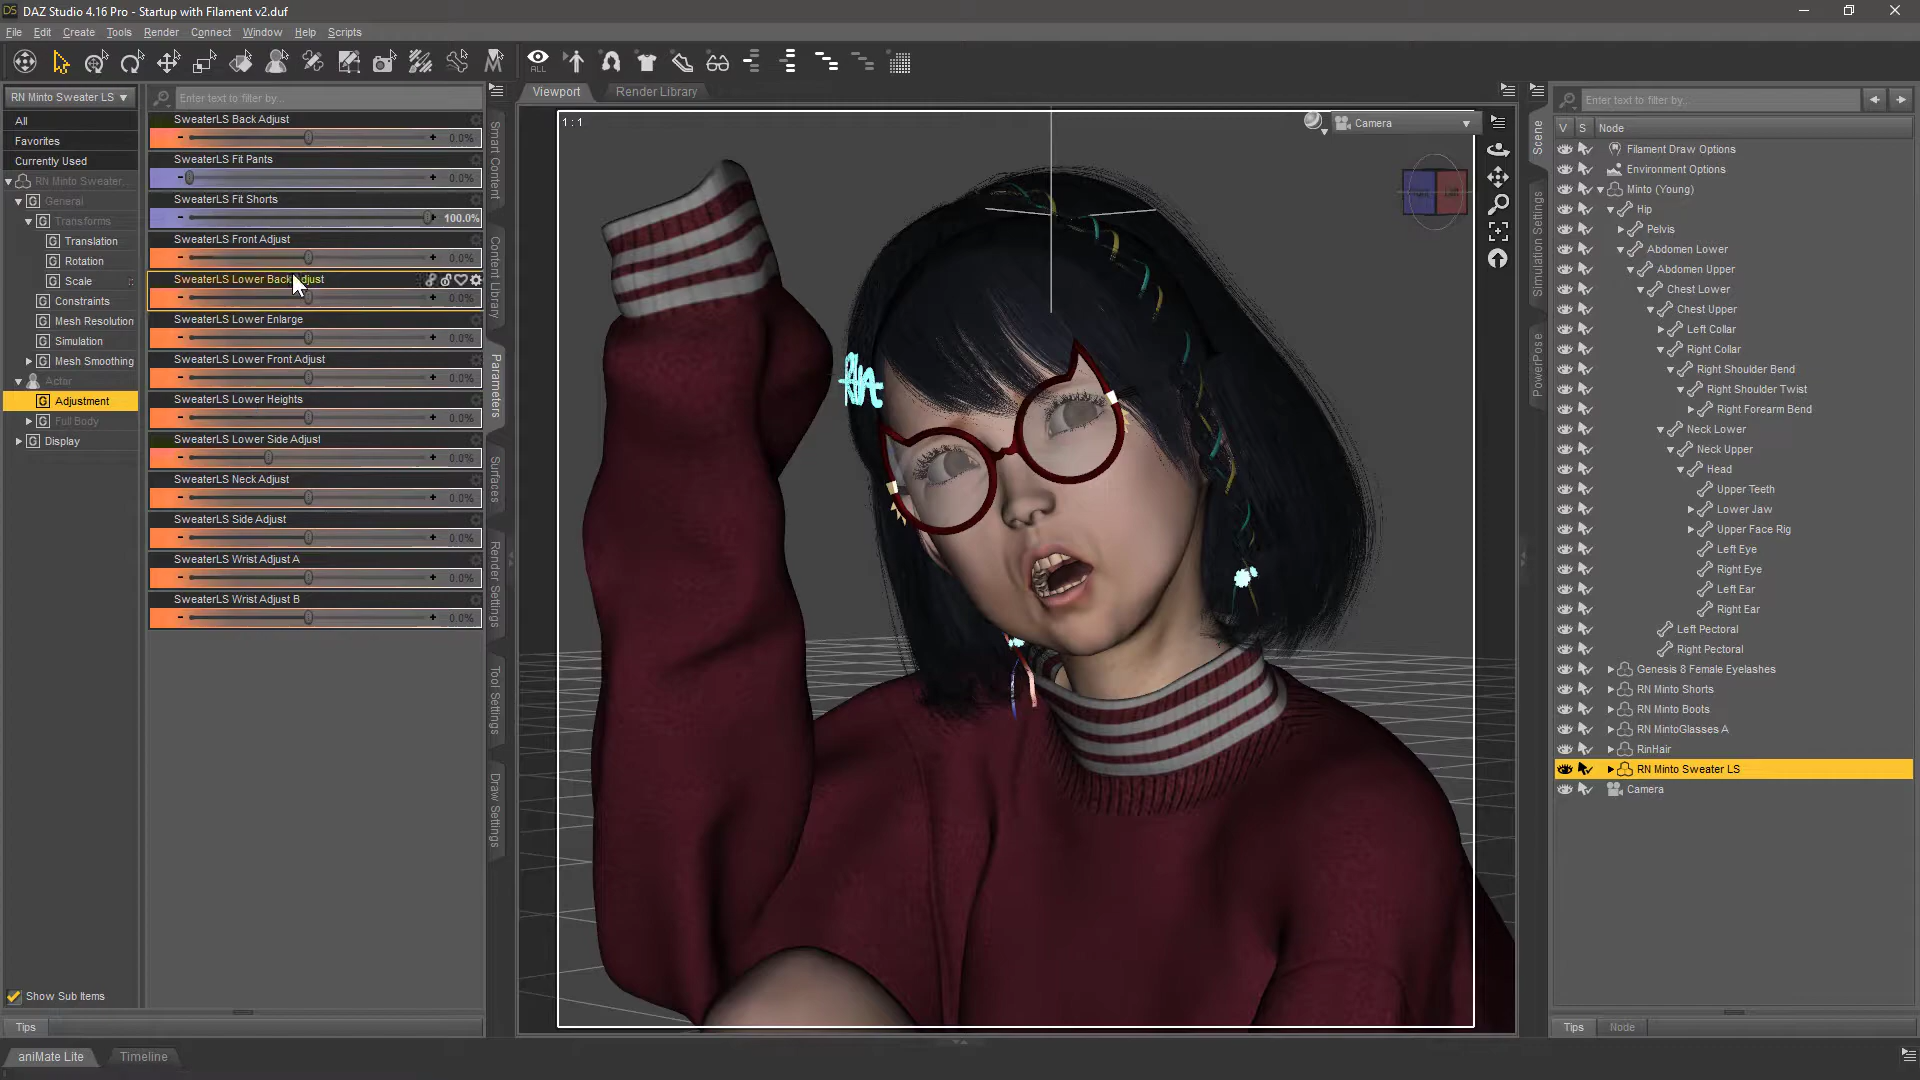 DAZ Studio 4.16 Pro - Startup with Filament v2.duf
File Edit Create Tools Render Connect Window Help Scripts
ALL
RN Minto Sweater LS
Enter text to filter by...
All
Favorites
Currently Used
RN Minto Sweater...
General
Transforms
Translation
Rotation
Scale
Constraints
Mesh Resolution
Simulation
Mesh Smoothing
Actor
Adjustment
Full Body
Display
Show Sub Items
Tips
SweaterLS Back Adjust
0.0%
SweaterLS Fit Pants
0.0%
SweaterLS Fit Shorts
100.0%
SweaterLS Front Adjust
0.0%
SweaterLS Lower Back Adjust
0.0%
SweaterLS Lower Enlarge
0.0%
SweaterLS Lower Front Adjust
0.0%
SweaterLS Lower Heights
0.0%
SweaterLS Lower Side Adjust
0.0%
SweaterLS Neck Adjust
0.0%
SweaterLS Side Adjust
0.0%
SweaterLS Wrist Adjust A
0.0%
SweaterLS Wrist Adjust B
0.0%
Smart Content
Content Library
Parameters
Surfaces
Render Settings
Tool Settings
Draw Settings
Viewport Render Library
1 : 1
Camera
Scene
Simulation Settings
PowerPose
Enter text to filter by...
V S Node
Filament Draw Options
Environment Options
Minto (Young)
Hip
Pelvis
Abdomen Lower
Abdomen Upper
Chest Lower
Chest Upper
Left Collar
Right Collar
Right Shoulder Bend
Right Shoulder Twist
Right Forearm Bend
Neck Lower
Neck Upper
Head
Upper Teeth
Lower Jaw
Upper Face Rig
Left Eye
Right Eye
Left Ear
Right Ear
Left Pectoral
Right Pectoral
Genesis 8 Female Eyelashes
RN Minto Shorts
RN Minto Boots
RN MintoGlasses A
RinHair
RN Minto Sweater LS
Camera
Tips Node
aniMate Lite Timeline